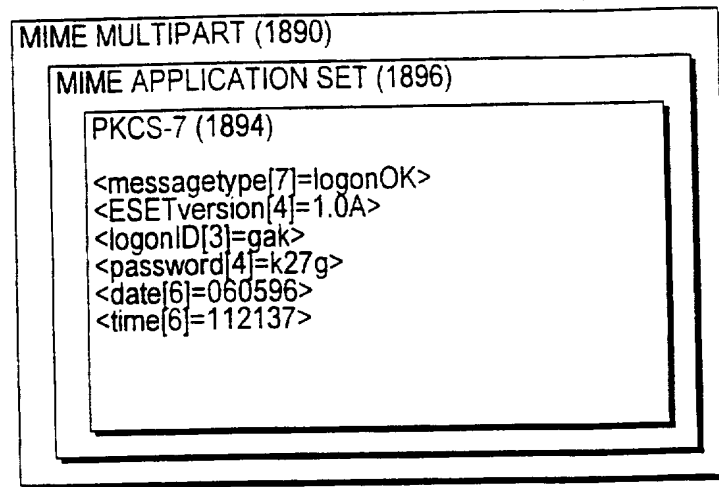 MIME MULTIPART (1890)
MIME APPLICATION SET (1896)
PKCS-7 (1894)
<messagetype[7]=logonOK>
<ESETversion[4]=1.0A>
<logonID[3]=gak>
<password[4]=k27g>
<date[6]=060596>
<time[6]=112137>